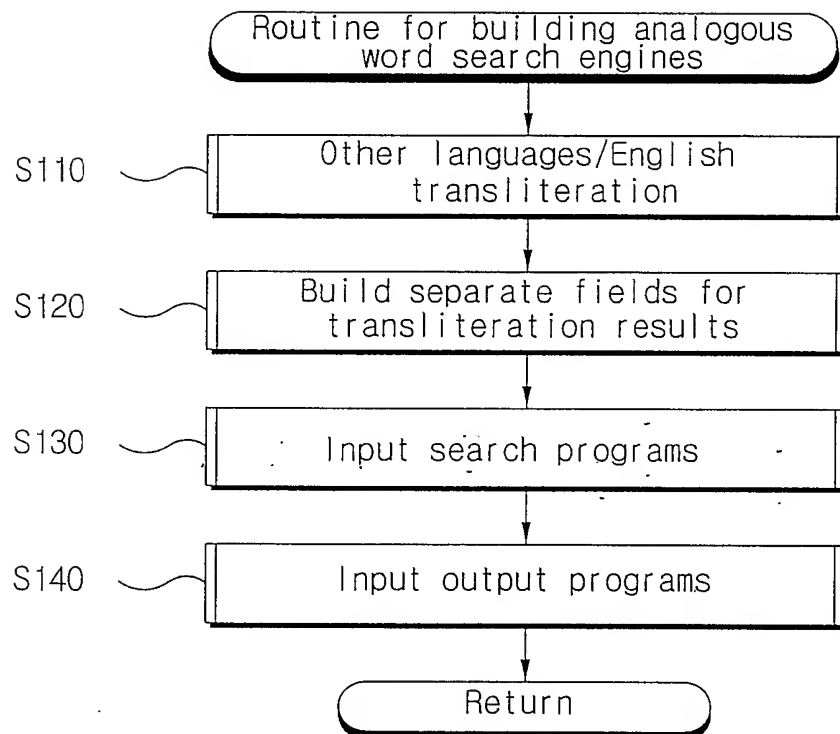 Routine for building analogous
word search engines
S110
Other languages/English
transliteration
S120
Build separate fields for
transliteration results
S130
Input search programs
S140
Input output programs
Return